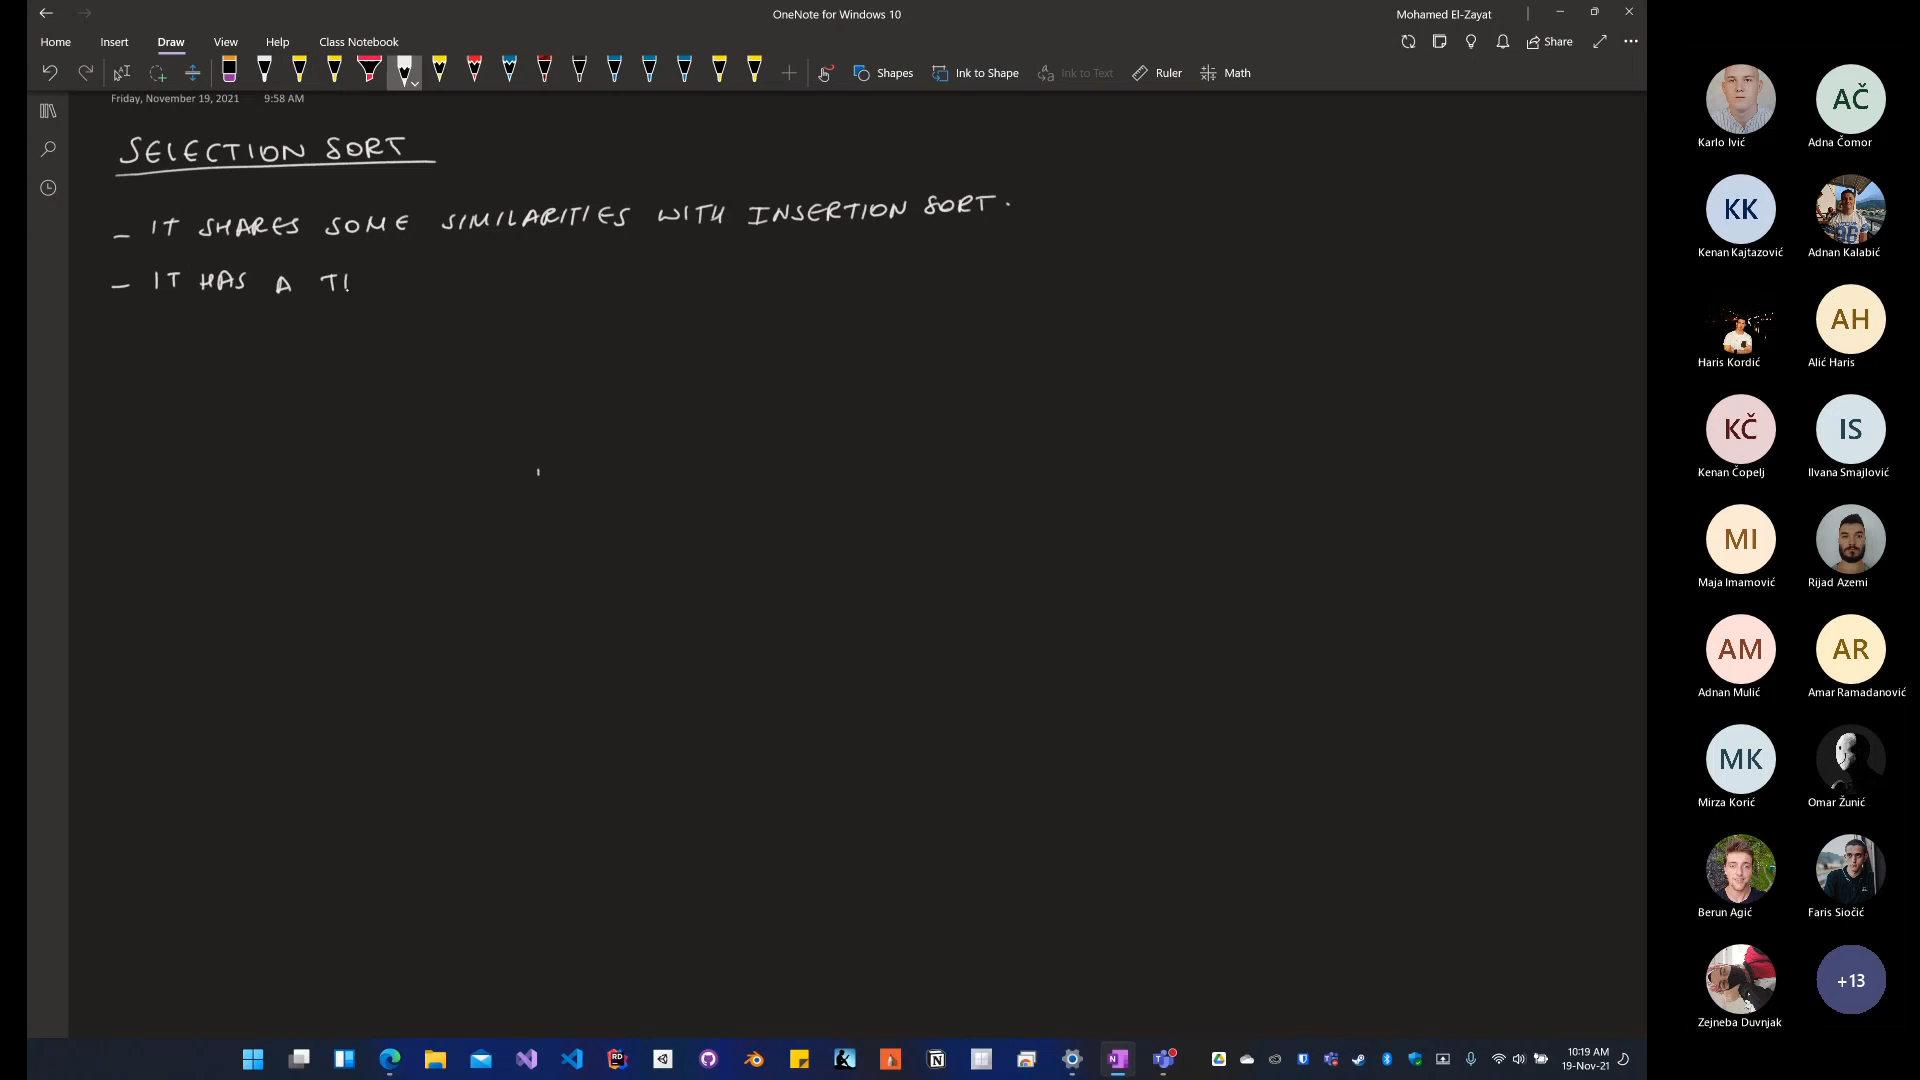 OneNote for Windows 10
Mohamed El-Zayat
Home Insert Draw View Help Class Notebook
Share
Shapes Ink to Shape Ink to Text Ruler Math
Friday, November 19, 2021 9:58 AM
SELECTION SORT
- IT SHARES SOME SIMILARITIES WITH INSERTION SORT.
- IT HAS A TI
Karlo Ivić
AČ
Adna Čomor
KK
Kenan Kajtazović
Adnan Kalabić
Haris Kordić
AH
Alić Haris
KČ
Kenan Čopelj
IS
Ilvana Smajlović
MI
Maja Imamović
Rijad Azemi
AM
Adnan Mulić
AR
Amar Ramadanović
MK
Mirza Korić
Omar Žunić
Berun Agić
Faris Siočić
Zejneba Duvnjak
+13
10:19 AM
19-Nov-21